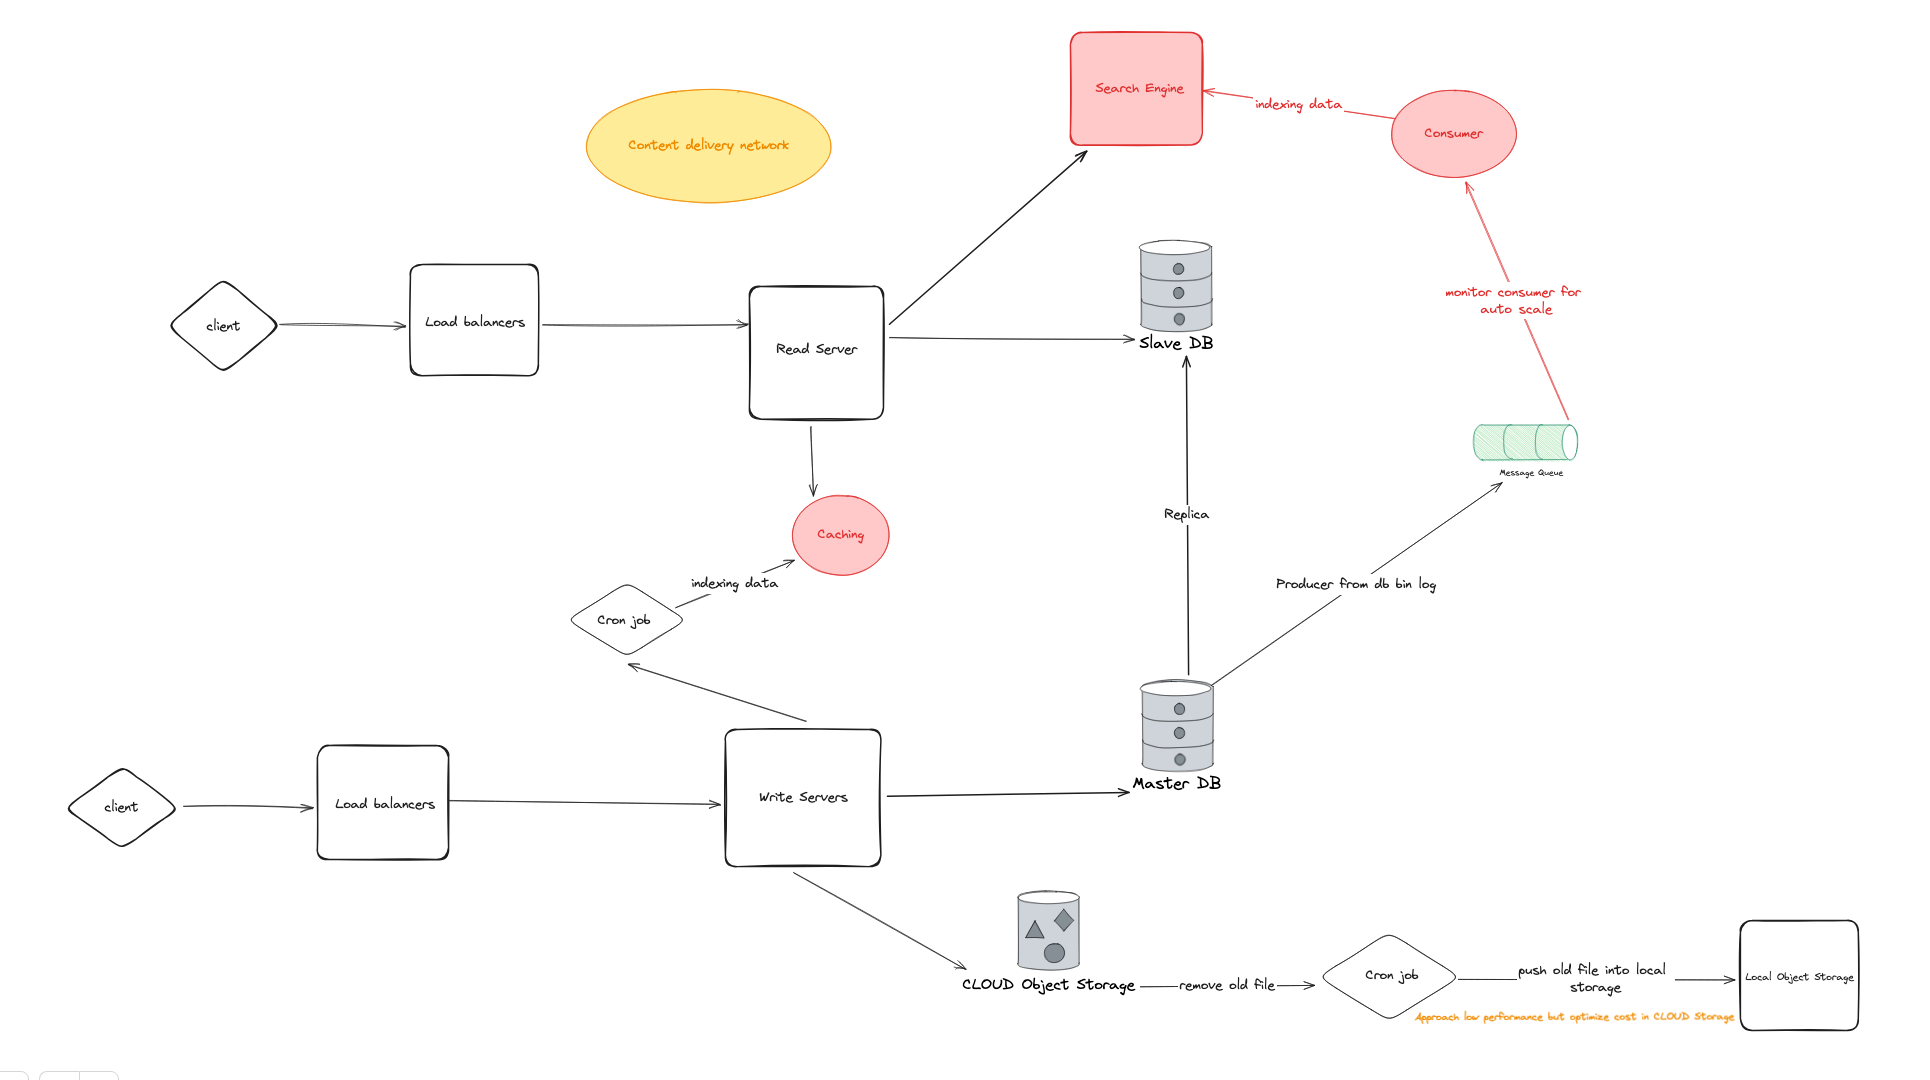 Search Engine
indexing data
Consumer
Content delivery network
monitor consumer for
auto scale
client
Load balancers
Read Server
Slave DB
Message Queue
Replica
Caching
indexing data
Producer from db bin log
Cron job
client
Load balancers
Write Servers
Master DB
CLOUD Object Storage
remove old file
Cron job
push old file into local
storage
Local Object Storage
Approach low performance but optimize cost in CLOUD Storage